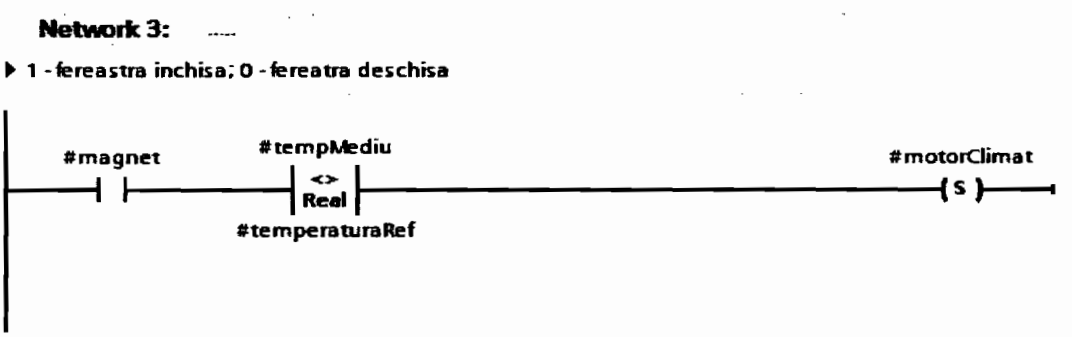 Network 3: .....
1 - fereastra inchisa; 0 - fereatra deschisa
#magnet
#tempMediu
<>
Real
#temperaturaRef
#motorClimat
( S )